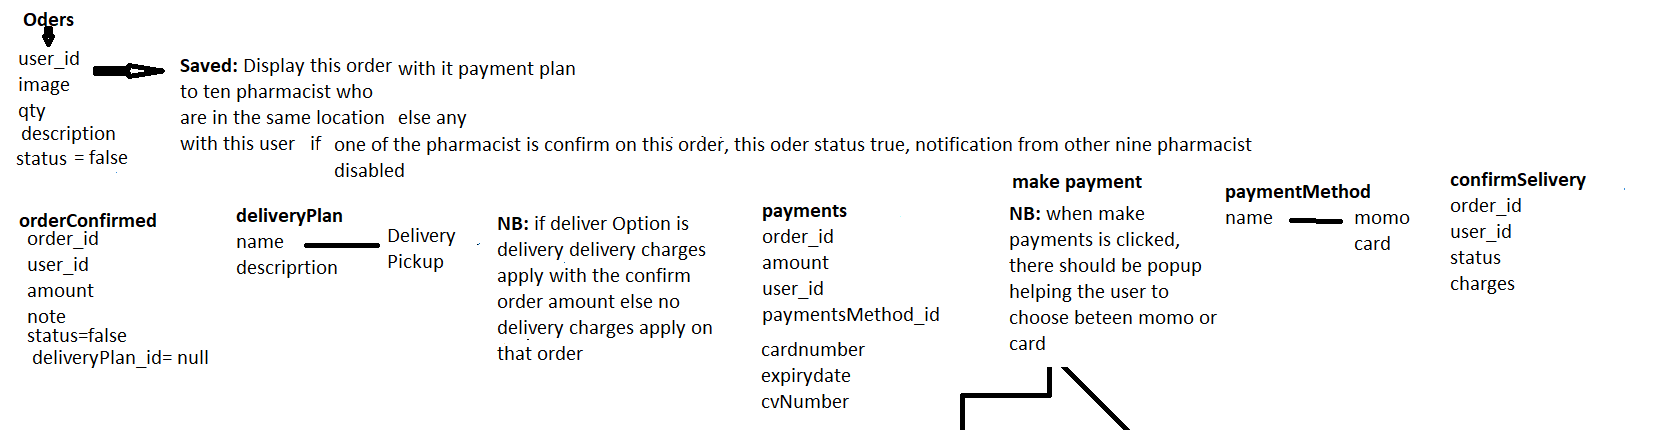 Oders
user_id
image
qty
description
status = false
Saved: Display this order with it payment plan
to ten pharmacist who
are in the same location else any
with this user if one of the pharmacist is confirm on this order, this oder status true, notification from other nine pharmacist
disabled
orderConfirmed
order_id
user_id
amount
note
status=false
deliveryPlan_id= null
deliveryPlan
name
descriprtion
Delivery
Pickup
NB: if deliver Option is
delivery delivery charges
apply with the confirm
order amount else no
delivery charges apply on
that order
payments
order_id
amount
user_id
paymentsMethod_id
cardnumber
expirydate
cvNumber
make payment
NB: when make
payments is clicked,
there should be popup
helping the user to
choose beteen momo or
card
paymentMethod
name
momo
card
confirmSelivery
order_id
user_id
status
charges